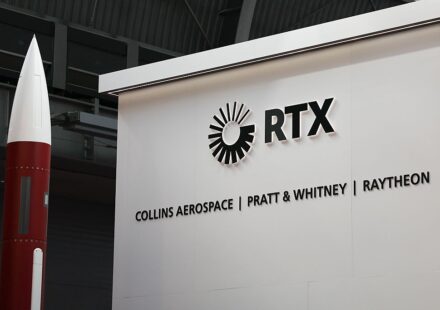 RTX
COLLINS AEROSPACE | PRATT & WHITNEY | RAYTHEON